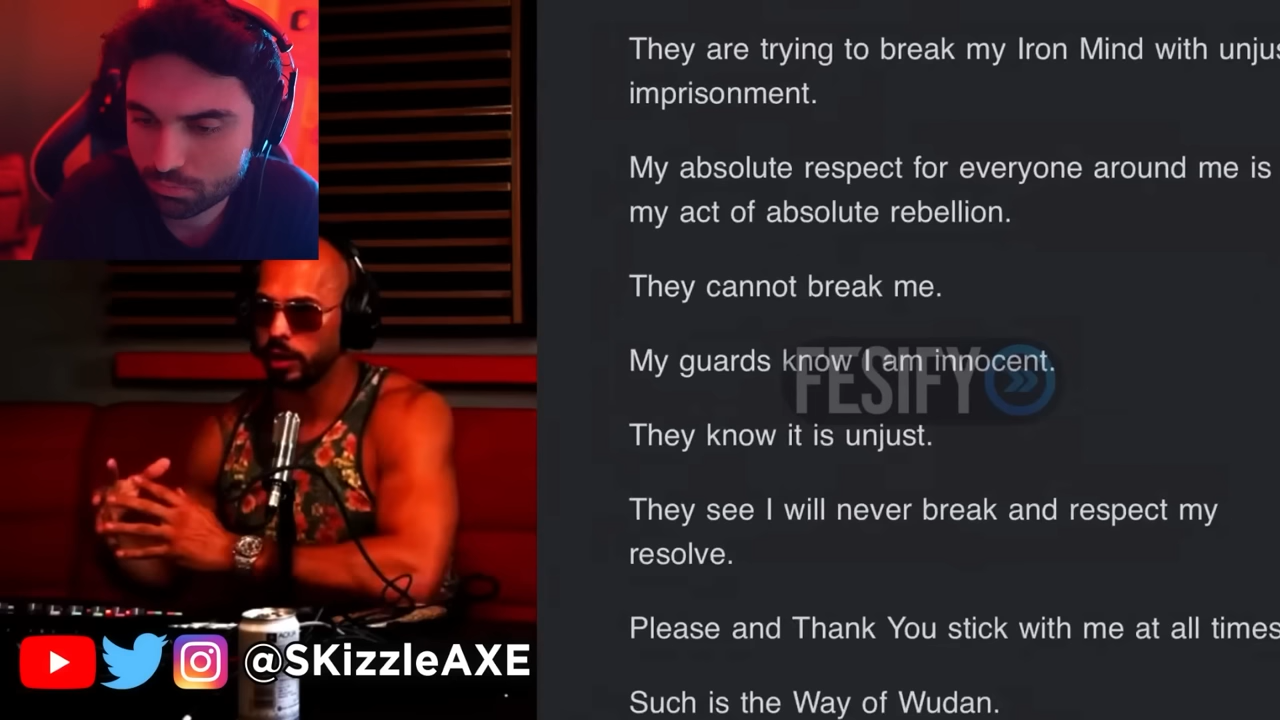 They are trying to break my Iron Mind with unjus
imprisonment.
My absolute respect for everyone around me is
my act of absolute rebellion.
They cannot break me.
My guards know I am innocent.
FESIFY
They know it is unjust.
They see I will never break and respect my
resolve.
Please and Thank You stick with me at all times
Such is the Way of Wudan.
@SKizzleAXE